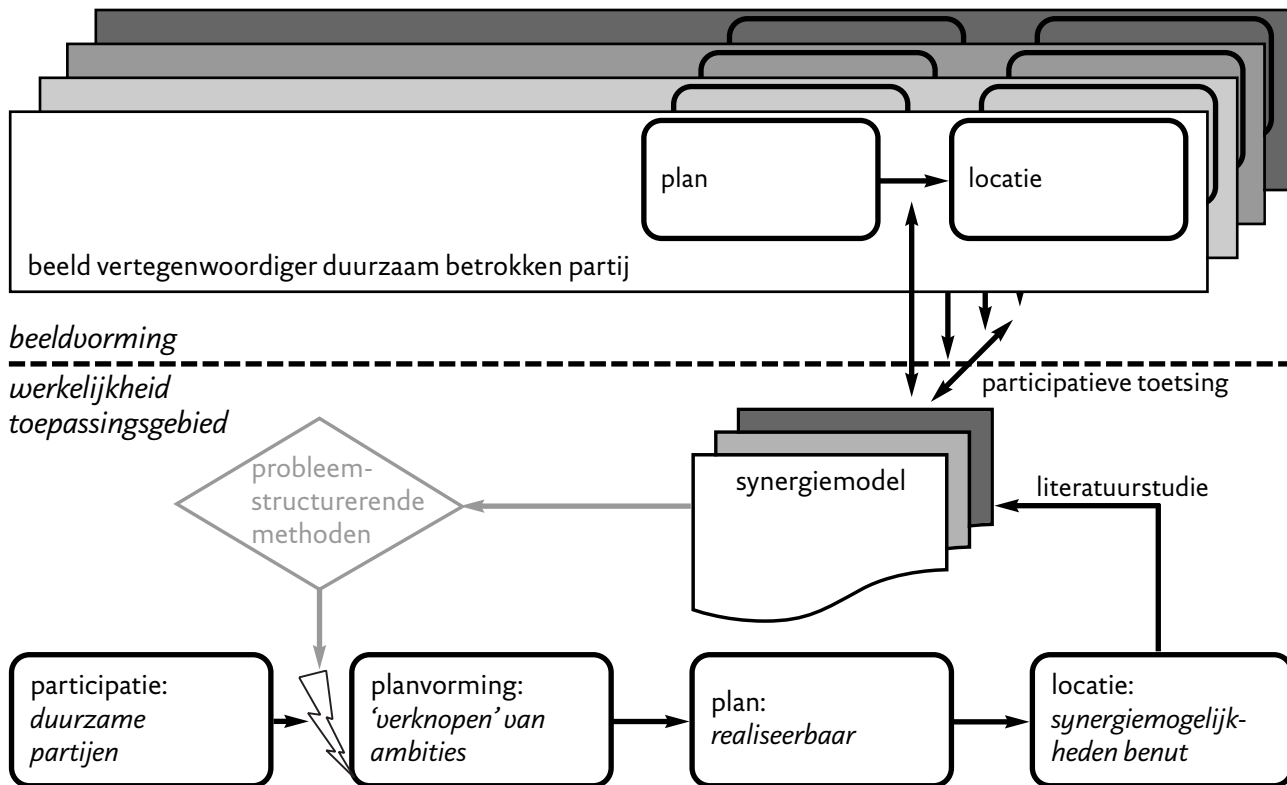 plan
locatie
beeld vertegenwoordiger duurzaam betrokken partij
beeldvorming
werkelijkheid
toepassingsgebied
participatieve toetsing
probleem-
structurerende
methoden
synergiemodel
literatuurstudie
participatie:
duurzame
partijen
planvorming:
‘verknopen’ van
ambities
plan:
realiseerbaar
locatie:
synergiemogelijk-
heden benut